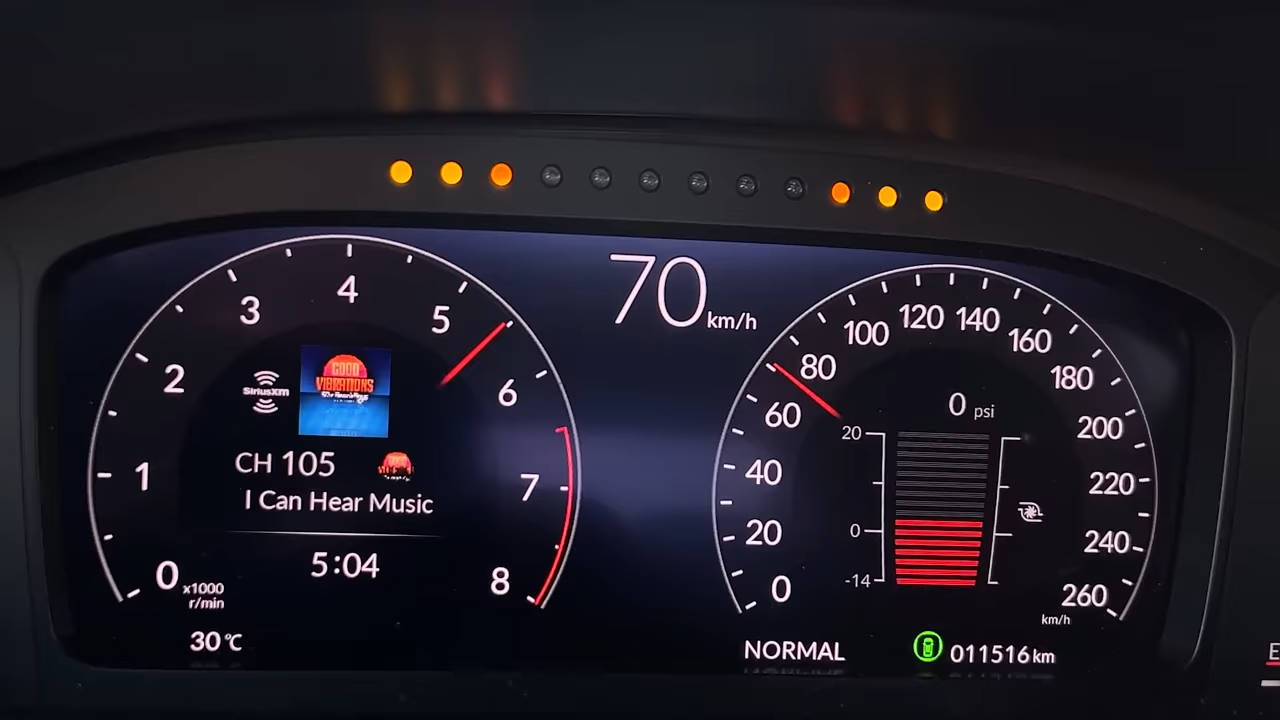 70 km/h
0
1
2
3
4
5
6
7
8
x1000
r/min
SiriusXM
GOOD
VIBRATIONS
CH 105
I Can Hear Music
5:04
30 °C
0
20
40
60
80
100
120
140
160
180
200
220
240
260
km/h
0 psi
20
0
-14
NORMAL
011516 km
E